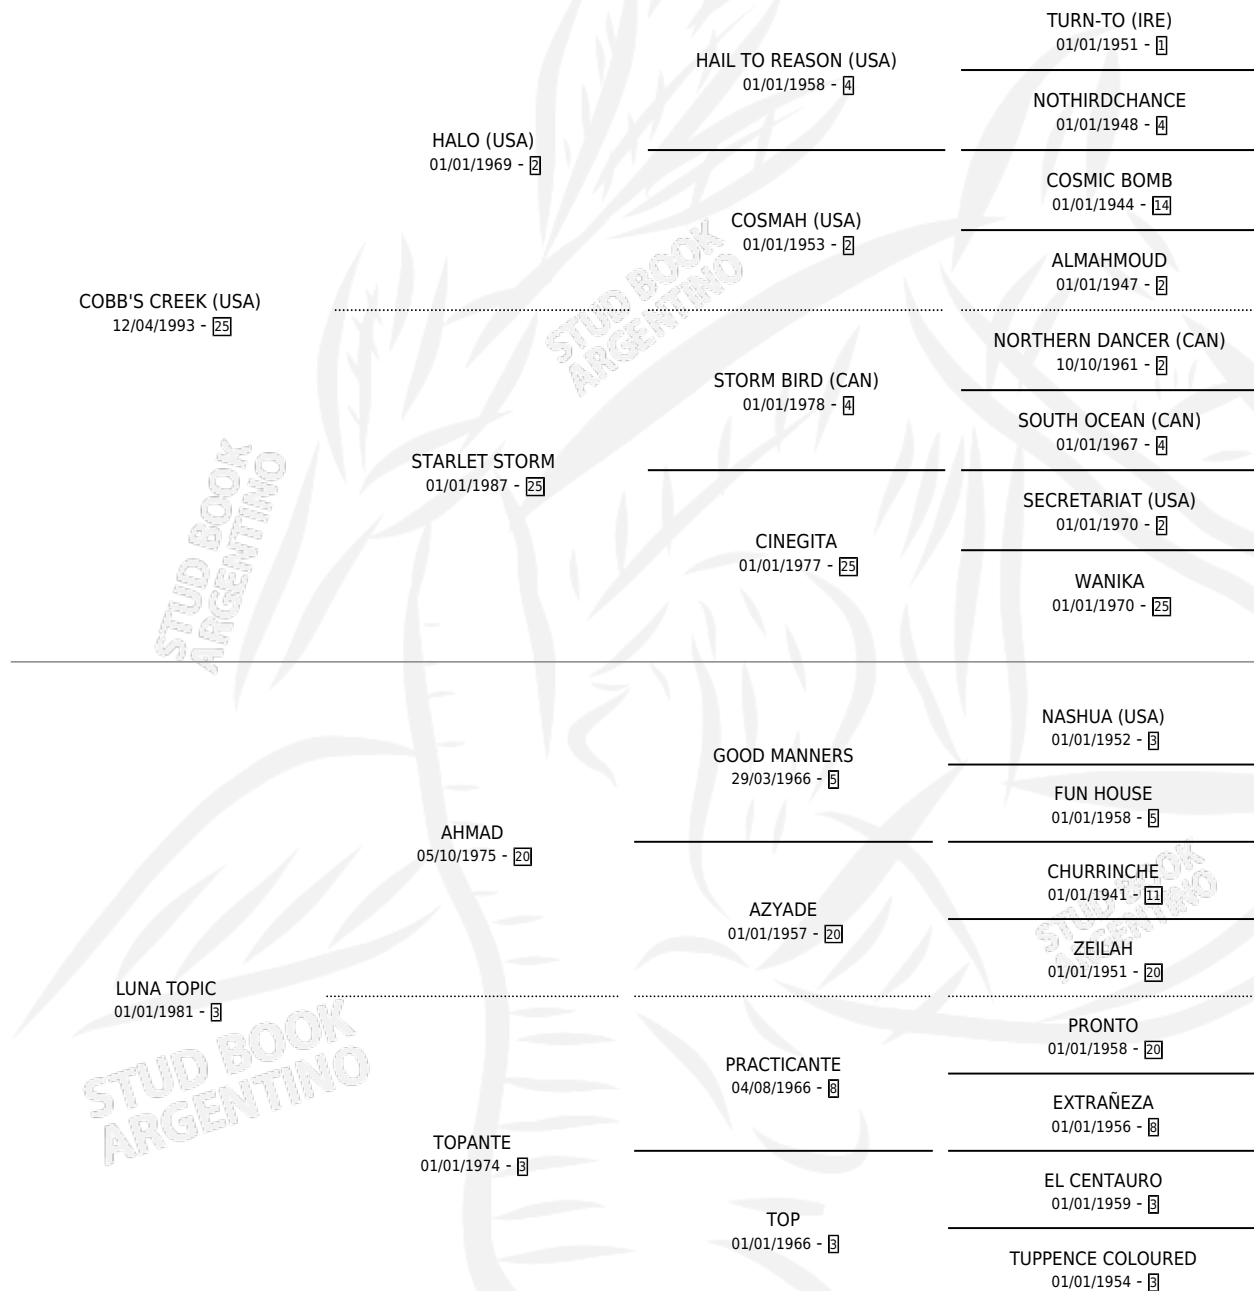 TURN-TO (IRE)
01/01/1951 - 1
HAIL TO REASON (USA)
01/01/1958 - 4
NOTHIRDCHANCE
01/01/1948 - 4
HALO (USA)
01/01/1969 - 2
COSMIC BOMB
01/01/1944 - 14
COSMAH (USA)
01/01/1953 - 2
ALMAHMOUD
01/01/1947 - 2
COBB'S CREEK (USA)
12/04/1993 - 25
NORTHERN DANCER (CAN)
10/10/1961 - 2
STORM BIRD (CAN)
01/01/1978 - 4
SOUTH OCEAN (CAN)
01/01/1967 - 4
STARLET STORM
01/01/1987 - 25
SECRETARIAT (USA)
01/01/1970 - 2
CINEGITA
01/01/1977 - 25
WANIKA
01/01/1970 - 25
NASHUA (USA)
01/01/1952 - 3
GOOD MANNERS
29/03/1966 - 5
FUN HOUSE
01/01/1958 - 5
AHMAD
05/10/1975 - 20
CHURRINCHE
01/01/1941 - 11
AZYADE
01/01/1957 - 20
ZEILAH
01/01/1951 - 20
LUNA TOPIC
01/01/1981 - 3
PRONTO
01/01/1958 - 20
PRACTICANTE
04/08/1966 - 8
EXTRAÑEZA
01/01/1956 - 8
TOPANTE
01/01/1974 - 3
EL CENTAURO
01/01/1959 - 3
TOP
01/01/1966 - 3
TUPPENCE COLOURED
01/01/1954 - 3
STUD BOOK
ARGENTINO
STUD BOOK
ARGENTINO
STUD BOOK
ARGENTINO
STUD BOOK
ARGENTINO